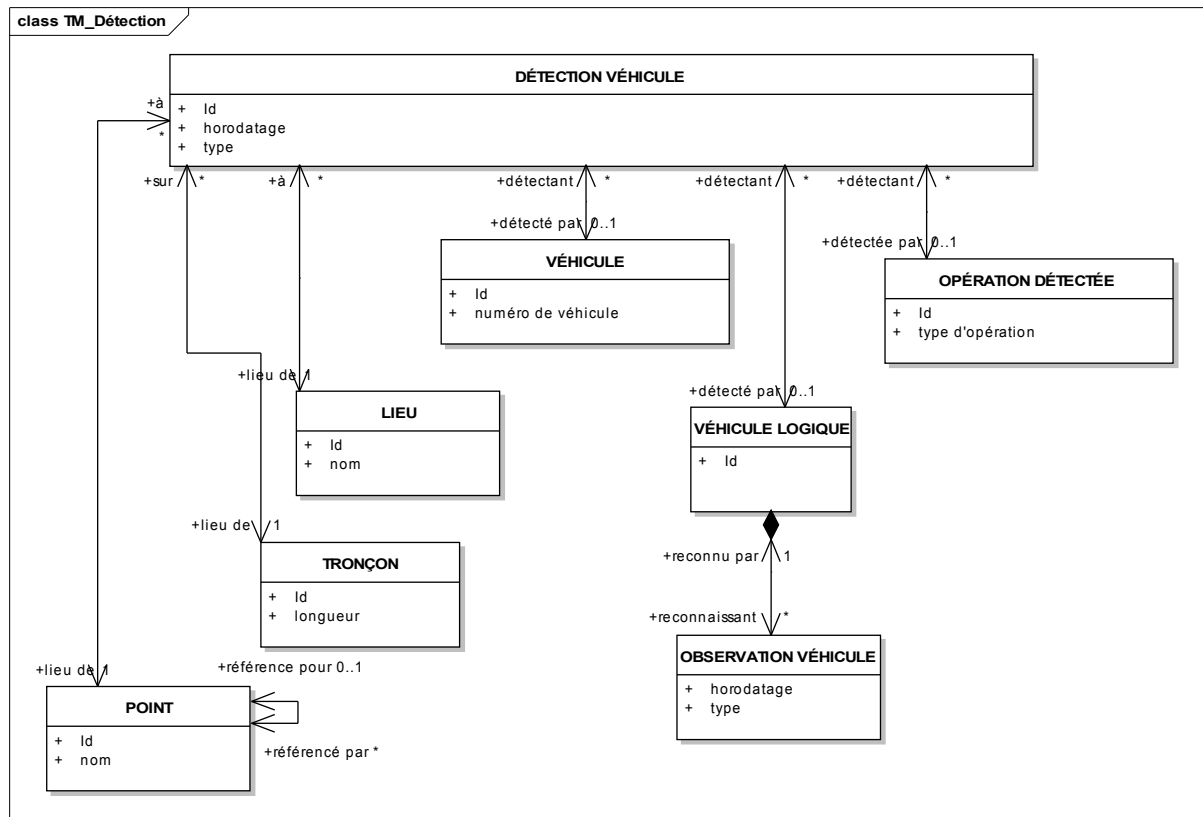 class TM_Détection
DÉTECTION VÉHICULE
+ Id
+ horodatage
+ type
+à
*
+sur *
+à *
+détectant *
+détectant *
+détectant *
+détecté par 0..1
+détectée par 0..1
VÉHICULE
+ Id
+ numéro de véhicule
OPÉRATION DÉTECTÉE
+ Id
+ type d'opération
+lieu de 1
+détecté par 0..1
LIEU
+ Id
+ nom
VÉHICULE LOGIQUE
+ Id
+lieu de 1
TRONÇON
+ Id
+ longueur
+reconnu par 1
+reconnaissant *
OBSERVATION VÉHICULE
+ horodatage
+ type
+lieu de 1
+référence pour 0..1
POINT
+ Id
+ nom
+référencé par *